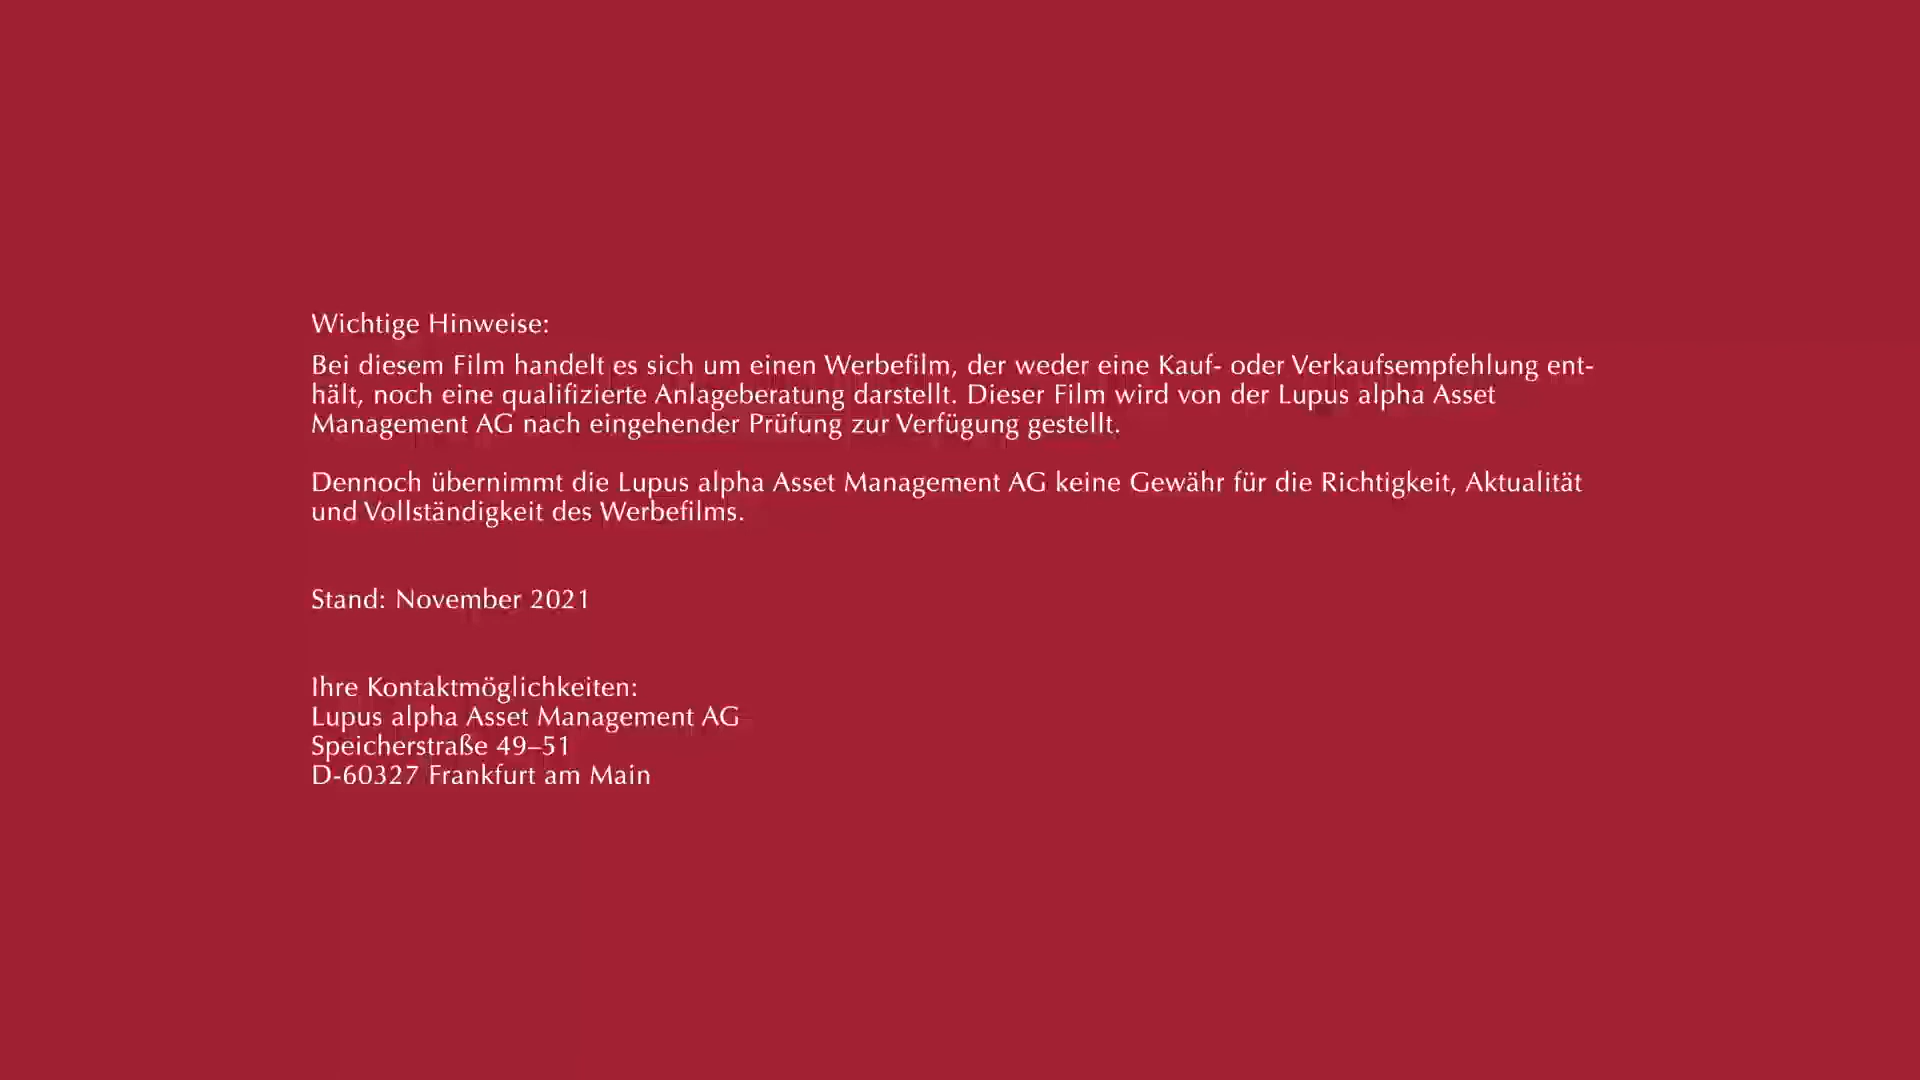 Wichtige Hinweise:
Bei diesem Film handelt es sich um einen Werbefilm, der weder eine Kauf- oder Verkaufsempfehlung ent-
hält, noch eine qualifizierte Anlageberatung darstellt. Dieser Film wird von der Lupus alpha Asset
Management AG nach eingehender Prüfung zur Verfügung gestellt.
Dennoch übernimmt die Lupus alpha Asset Management AG keine Gewähr für die Richtigkeit, Aktualität
und Vollständigkeit des Werbefilms.
Stand: November 2021
Ihre Kontaktmöglichkeiten:
Lupus alpha Asset Management AG
Speicherstraße 49–51
D-60327 Frankfurt am Main